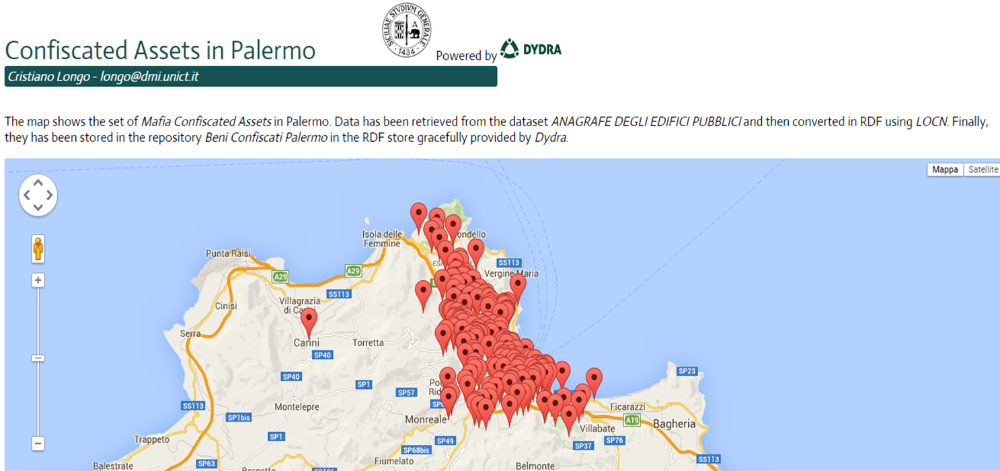 SICILIAE STVDIVM GENERALE
· 1434 ·
Confiscated Assets in Palermo
Powered by DYDRA
Cristiano Longo - longo@dmi.unict.it
The map shows the set of Mafia Confiscated Assets in Palermo. Data has been retrieved from the dataset ANAGRAFE DEGLI EDIFICI PUBBLICI and then converted in RDF using LOCN. Finally,
they has been stored in the repository Beni Confiscati Palermo in the RDF store gracefully provided by Dydra.
Mappa Satellite
Isola delle
Femmine
ondello
Punta Raisi
SS113
A29
A29
Vergine Maria
SS113
Villagrazia
Cinisi
di Ca
Serra
Carini
Torretta
SP40
SP23
SP40
SP1
SP57
SS113
Montelepre
Ficarazzi
SP1bis
Monreale
A19
Bagheria
Villabate
SP1
SP49
SP76
Trappeto
SP37
SP68bis
SS113
Balestrate
SP63
Fiumelato
Belmonte